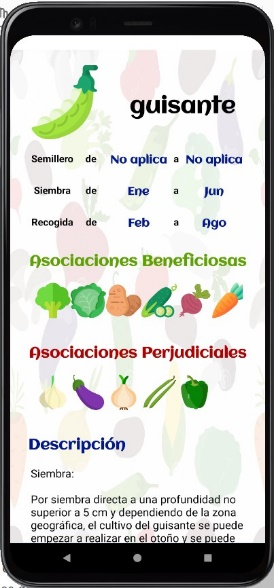 guisante
Semillero de No aplica a No aplica
Siembra de Ene a Jun
Recogida de Feb a Ago
Asociaciones Beneficiosas
Asociaciones Perjudiciales
Descripción
Siembra:
Por siembra directa a una profundidad no
superior a 5 cm y dependiendo de la zona
geográfica, el cultivo del guisante se puede
empezar a realizar en el otoño y se puede